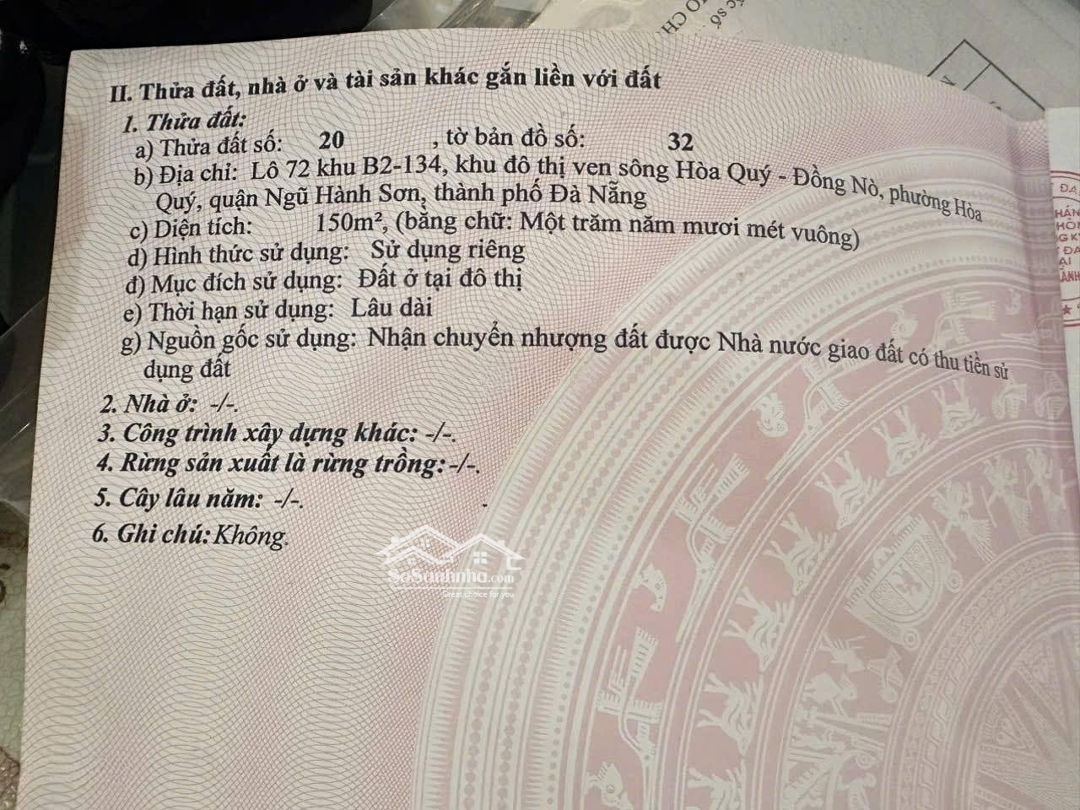 II. Thửa đất, nhà ở và tài sản khác gắn liền với đất
1. Thửa đất:
a) Thửa đất số: 20 , tờ bản đồ số: 32
b) Địa chỉ: Lô 72 khu B2-134, khu đô thị ven sông Hòa Quý - Đồng Nò, phường Hòa
Quý, quận Ngũ Hành Sơn, thành phố Đà Nẵng
c) Diện tích: 150m², (bằng chữ: Một trăm năm mươi mét vuông)
d) Hình thức sử dụng: Sử dụng riêng
đ) Mục đích sử dụng: Đất ở tại đô thị
e) Thời hạn sử dụng: Lâu dài
g) Nguồn gốc sử dụng: Nhận chuyển nhượng đất được Nhà nước giao đất có thu tiền sử
dụng đất
2. Nhà ở: -/-.
3. Công trình xây dựng khác: -/-.
4. Rừng sản xuất là rừng trồng: -/-.
5. Cây lâu năm: -/-.
6. Ghi chú: Không.
SoSanhnha.com
Great choice for you